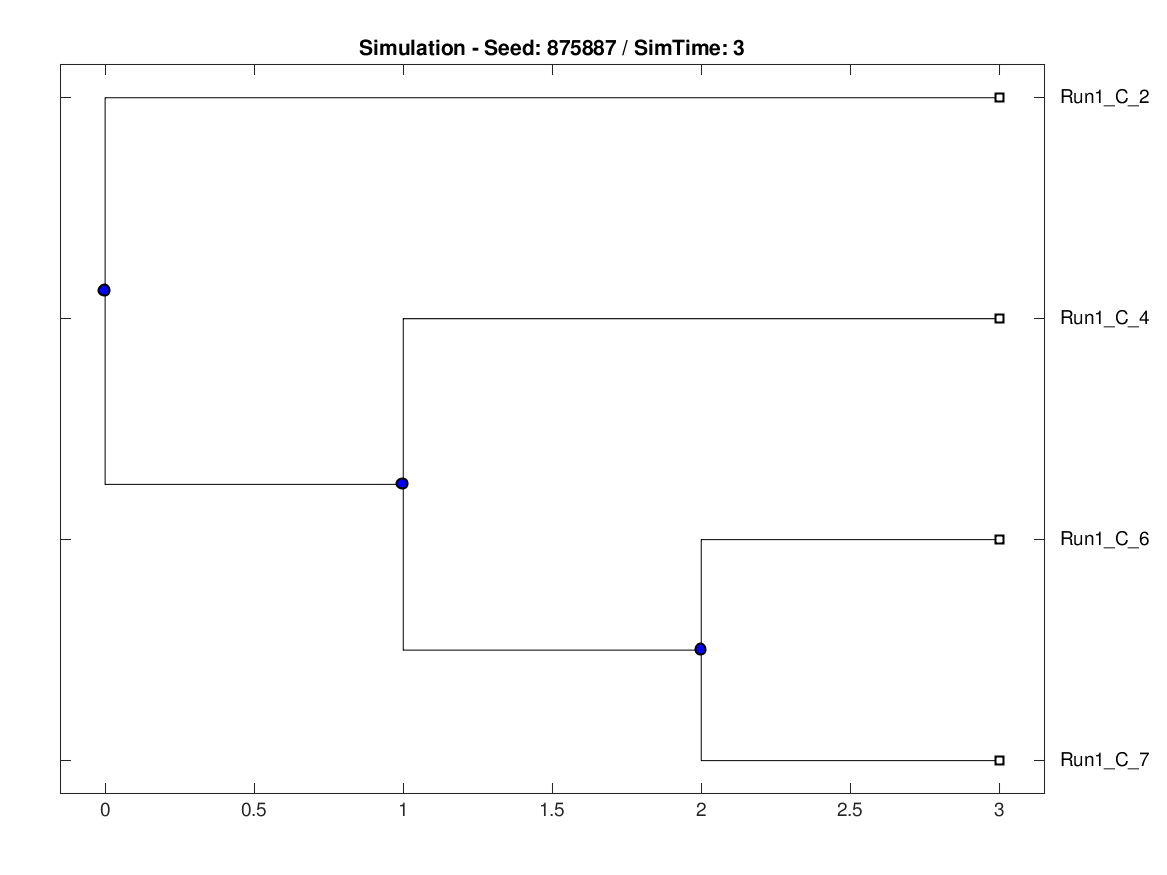 Simulation - Seed: 875887 / SimTime: 3
Run1_C_2
Run1_C_4
Run1_C_6
Run1_C_7
0 0.5 1 1.5 2 2.5 3